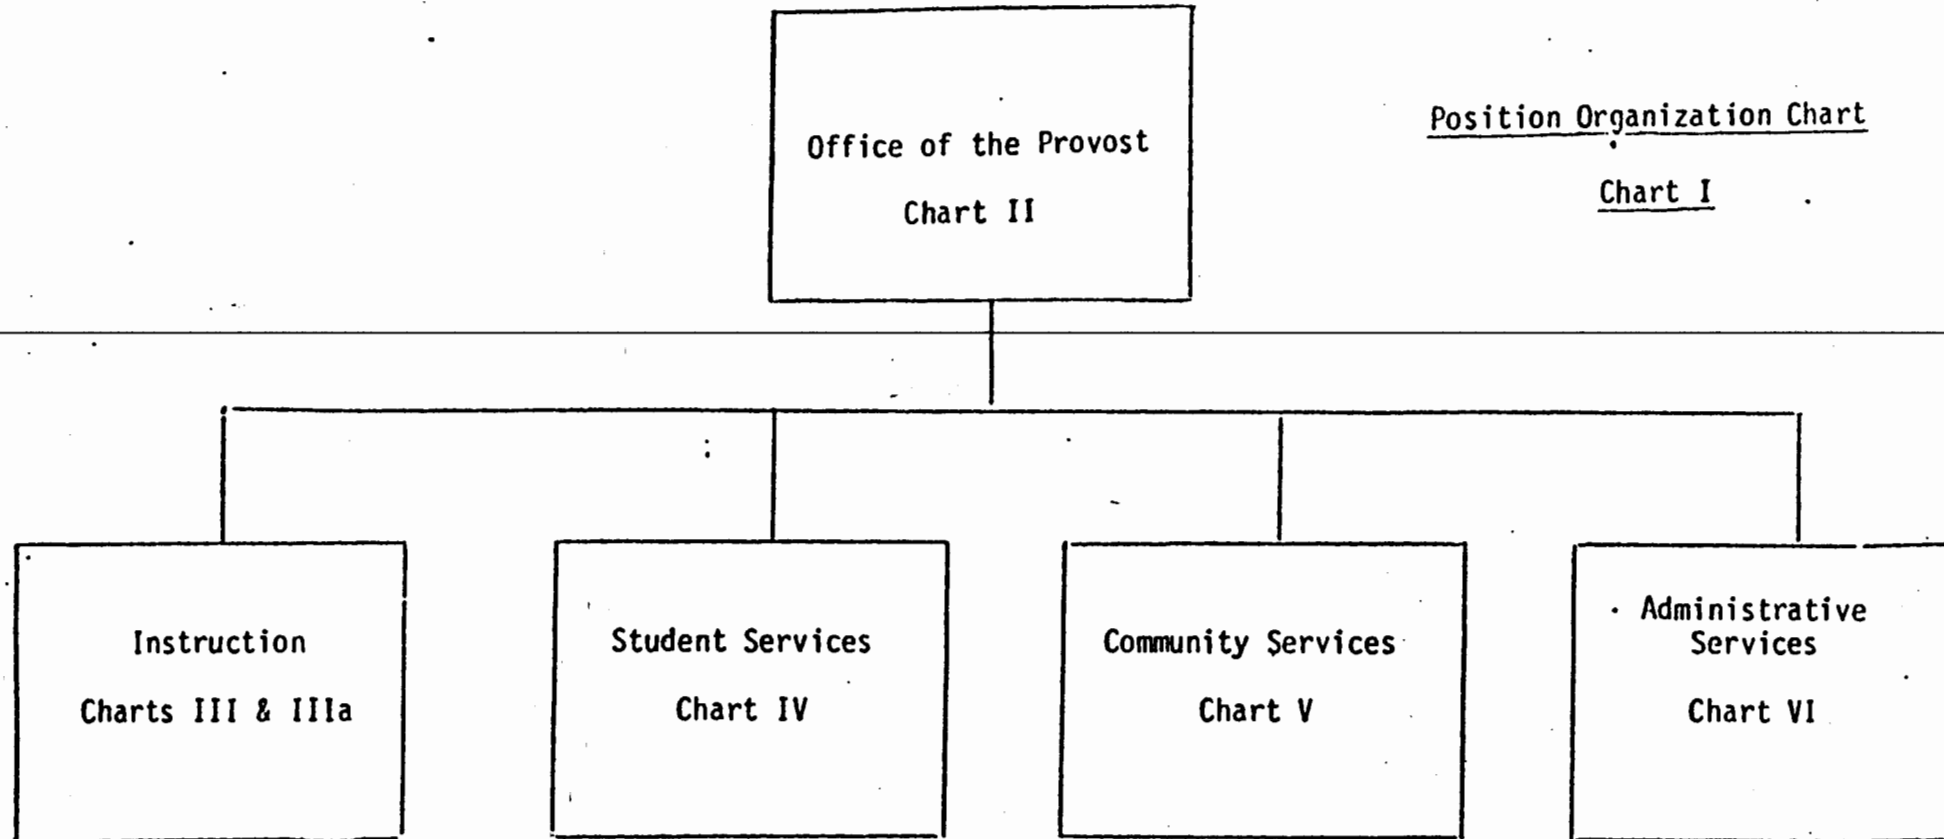 Office of the Provost
Chart II
Position Organization Chart
Chart I
Instruction
Charts III & IIIa
Student Services
Chart IV
Community Services
Chart V
Administrative
Services
Chart VI